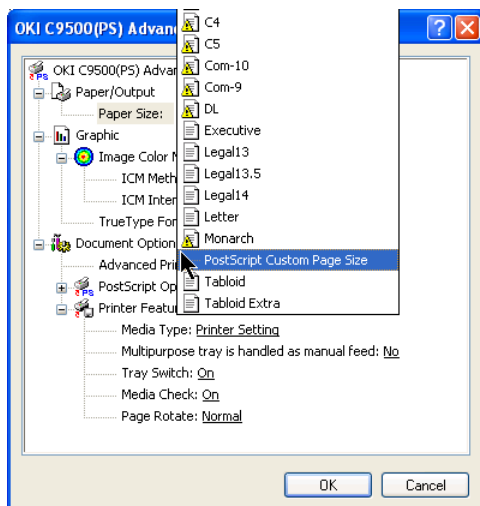 OKI C9500(PS) Advan
C4
C5
Com-10
Com-9
DL
Executive
Legal13
Legal13.5
Legal14
Letter
Monarch
PostScript Custom Page Size
Tabloid
Tabloid Extra
OKI C9500(PS) Advar
Paper/Output
Paper Size:
Graphic
Image Color M
ICM Meth
ICM Inter
TrueType For
Document Option
Advanced Pri
PostScript Op
Printer Featu
Media Type: Printer Setting
Multipurpose tray is handled as manual feed: No
Tray Switch: On
Media Check: On
Page Rotate: Normal
OK
Cancel